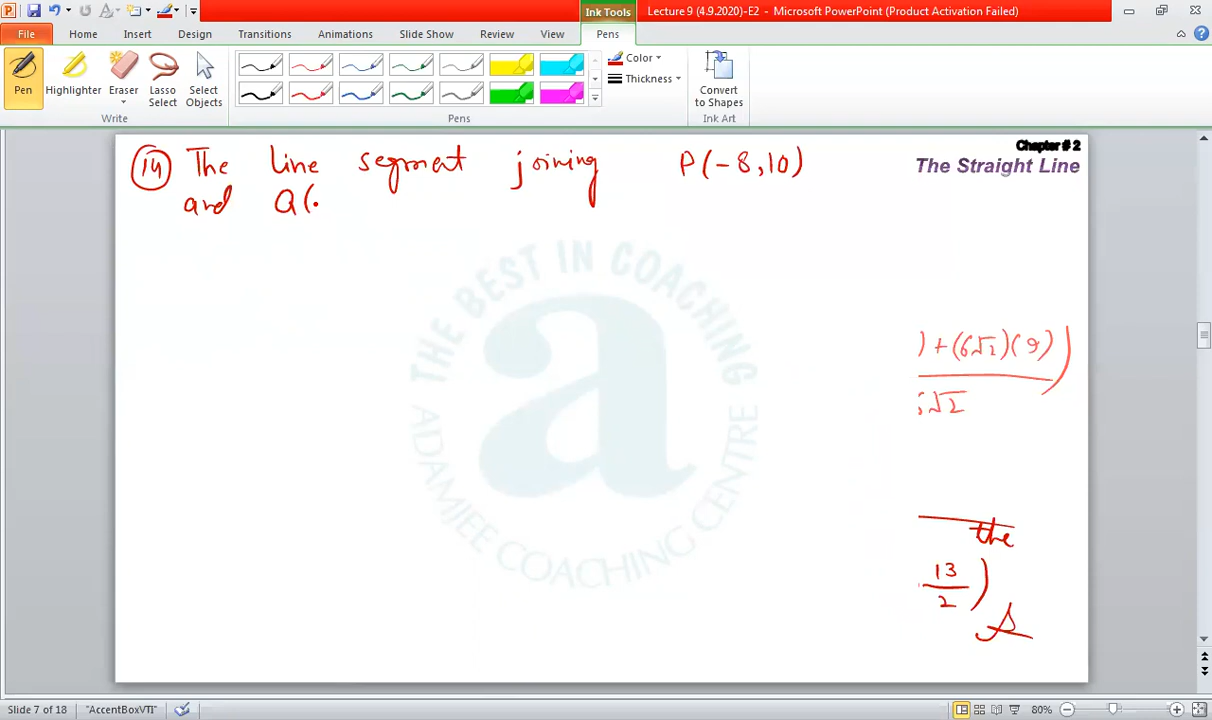 Ink Tools
Lecture 9 (4.9.2020)-E2 - Microsoft PowerPoint (Product Activation Failed)
File Home Insert Design Transitions Animations Slide Show Review View Pens
Pen Highlighter Eraser Lasso Select Select Objects
Color
Thickness
Convert to Shapes
Write Pens Ink Art
Chapter # 2
The Straight Line
14 The line segment joining P(-8,10)
and Q(
THE BEST IN COACHING
a
ADAMJEE COACHING CENTRE
) + (6√2)(9) )
√2
the
13
2 )
Slide 7 of 18 "AccentBoxVTI" 80%